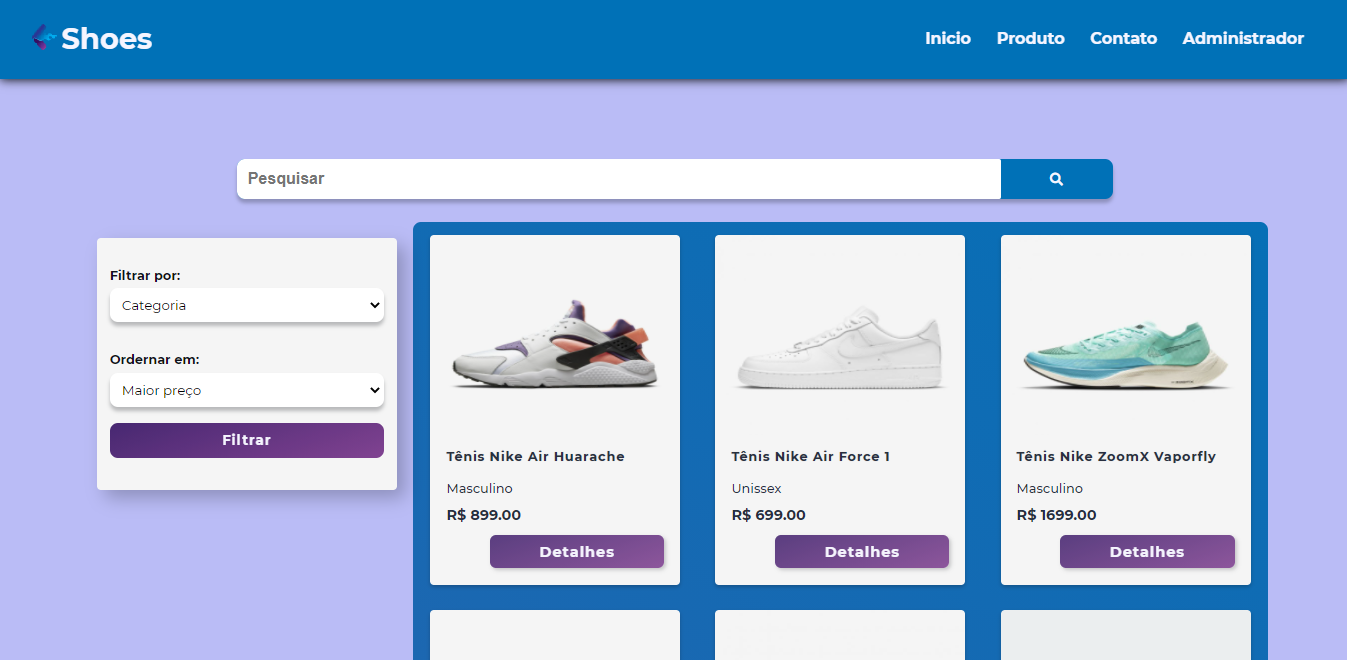 Shoes
Inicio Produto Contato Administrador
Pesquisar
Filtrar por:
Categoria
Ordernar em:
Maior preço
Filtrar
Tênis Nike Air Huarache
Masculino
R$ 899.00
Detalhes
Tênis Nike Air Force 1
Unissex
R$ 699.00
Detalhes
Tênis Nike ZoomX Vaporfly
Masculino
R$ 1699.00
Detalhes